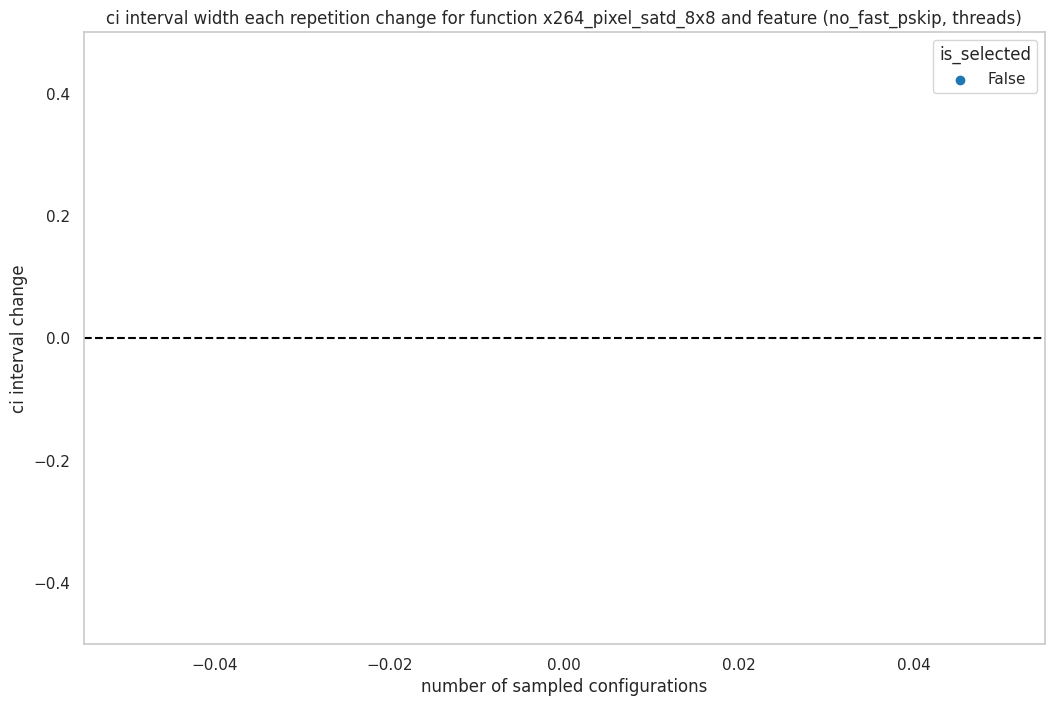 ci interval width each repetition change for function x264_pixel_satd_8x8 and feature (no_fast_pskip, threads)
is_selected
False
0.4
0.2
0.0
−0.2
−0.4
ci interval change
−0.04
−0.02
0.00
0.02
0.04
number of sampled configurations